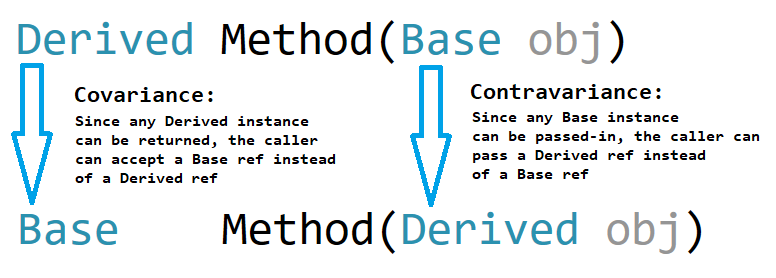 Derived Method(Base obj)
Covariance:
Since any Derived instance
can be returned, the caller
can accept a Base ref instead
of a Derived ref
Contravariance:
Since any Base instance
can be passed-in, the caller can
pass a Derived ref instead
of a Base ref
Base Method(Derived obj)